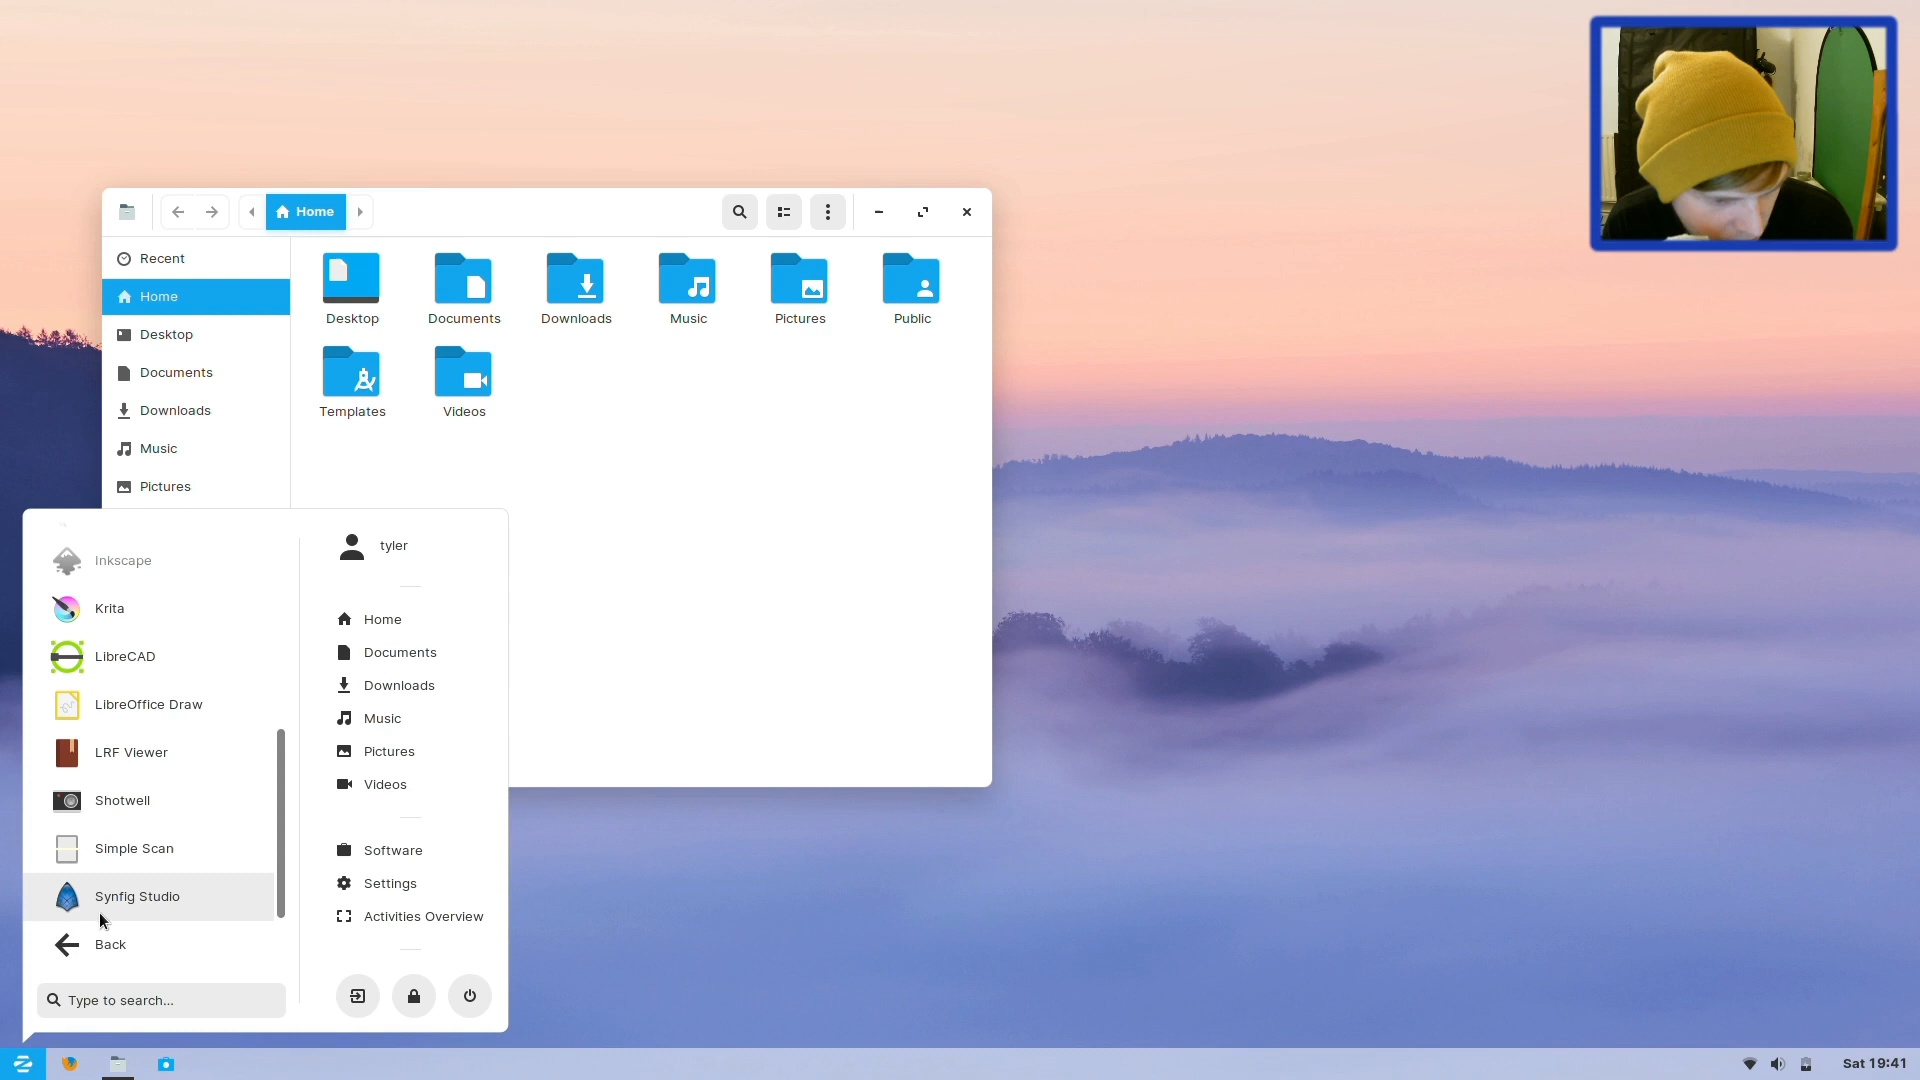 Home
Recent
Home
Desktop
Documents
Downloads
Music
Pictures
Desktop
Documents
Downloads
Music
Pictures
Public
Templates
Videos
Inkscape
Krita
LibreCAD
LibreOffice Draw
LRF Viewer
Shotwell
Simple Scan
Synfig Studio
Back
Type to search...
tyler
Home
Documents
Downloads
Music
Pictures
Videos
Software
Settings
Activities Overview
Sat 19:41